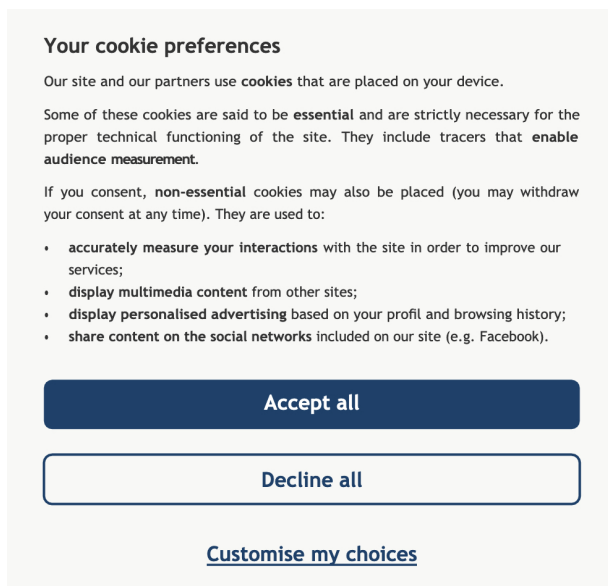 Your cookie preferences
Our site and our partners use cookies that are placed on your device.
Some of these cookies are said to be essential and are strictly necessary for the
proper technical functioning of the site. They include tracers that enable
audience measurement.
If you consent, non-essential cookies may also be placed (you may withdraw
your consent at any time). They are used to:
• accurately measure your interactions with the site in order to improve our
services;
• display multimedia content from other sites;
• display personalised advertising based on your profil and browsing history;
• share content on the social networks included on our site (e.g. Facebook).
Accept all
Decline all
Customise my choices